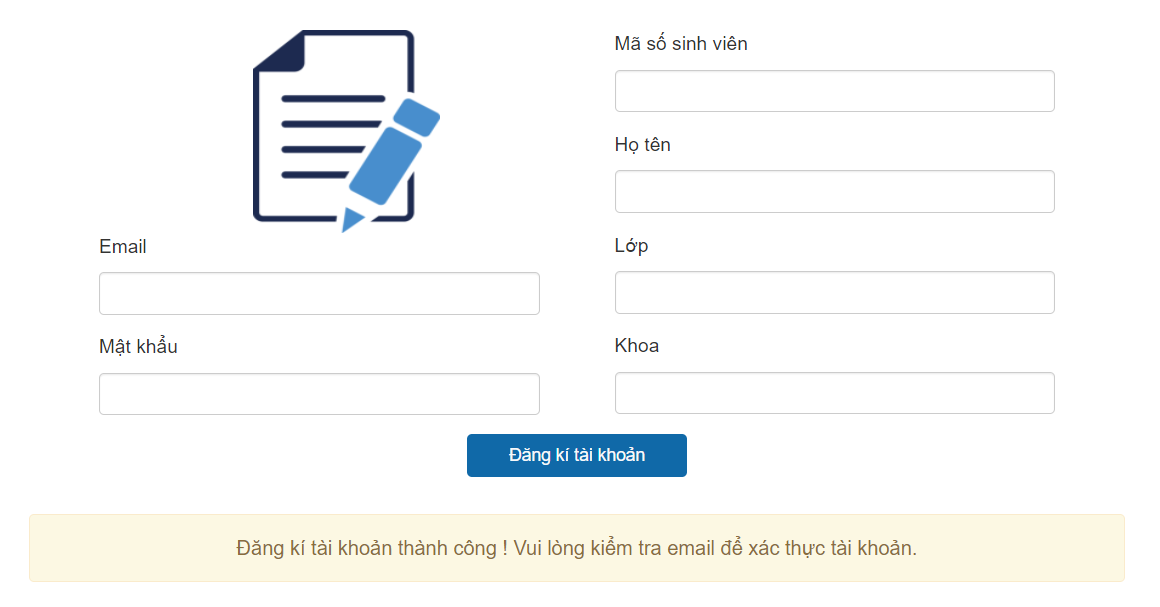 Mã số sinh viên
Họ tên
Email
Lớp
Mật khẩu
Khoa
Đăng kí tài khoản
Đăng kí tài khoản thành công ! Vui lòng kiểm tra email để xác thực tài khoản.